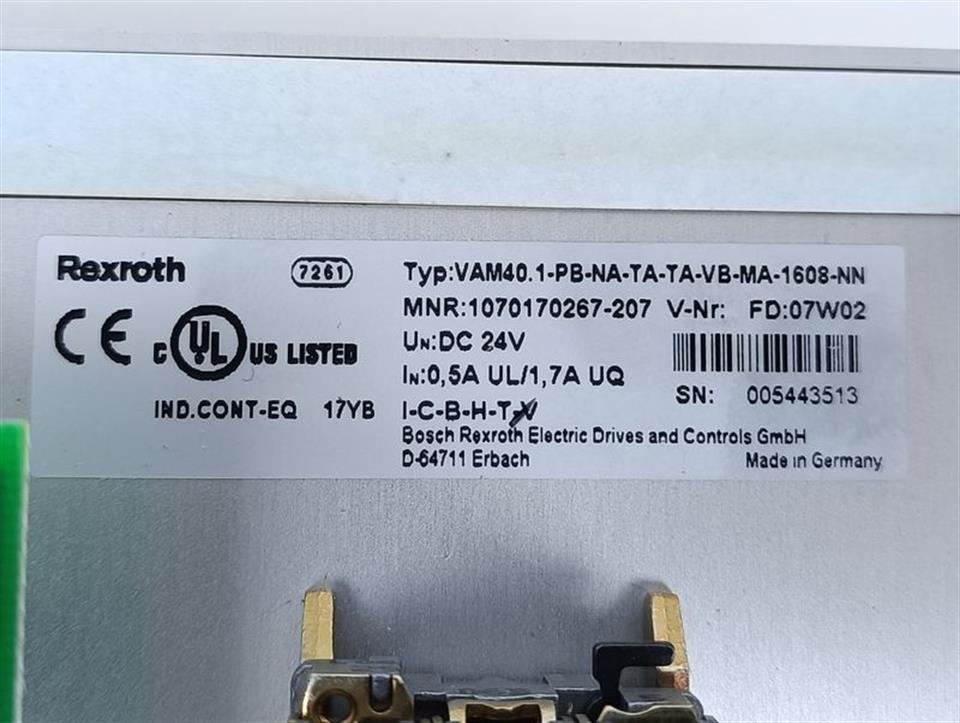 Rexroth 7261 Typ:VAM40.1-PB-NA-TA-TA-VB-MA-1608-NN
MNR:1070170267-207 V-Nr: FD:07W02
CE C UL US LISTED UN:DC 24V
IN:0,5A UL/1,7A UQ
SN: 005443513
IND.CONT-EQ 17YB I-C-B-H-T-V
Bosch Rexroth Electric Drives and Controls GmbH
D-64711 Erbach Made in Germany